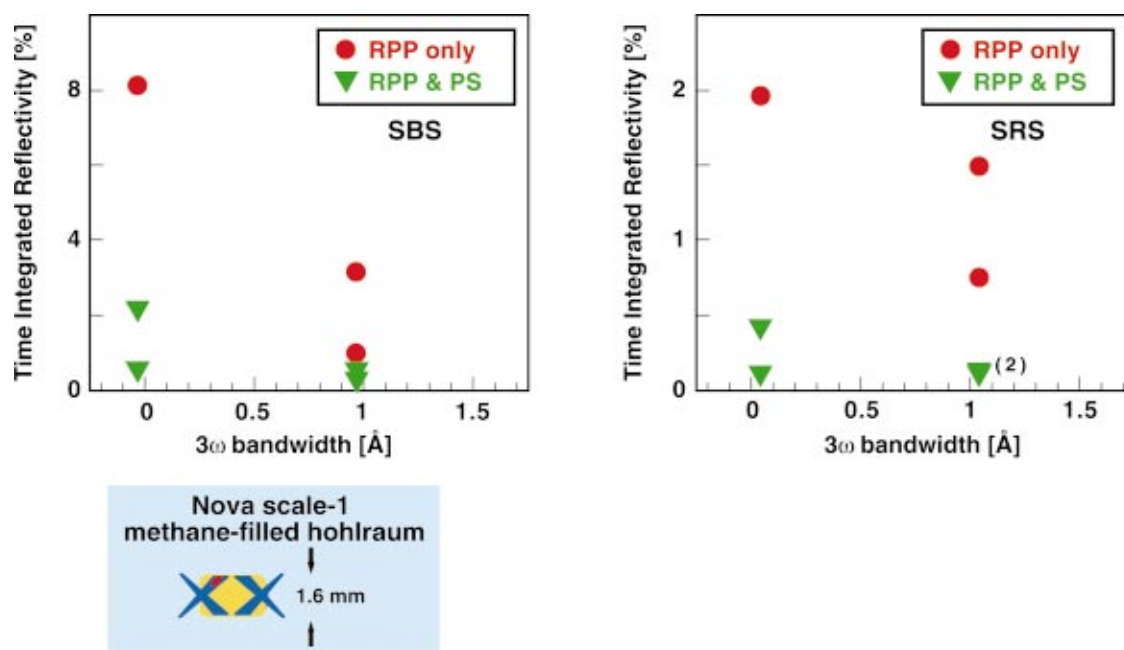 Time Integrated Reflectivity [%]
8
4
0
RPP only
RPP & PS
SBS
0 0.5 1 1.5
3ω bandwidth [Å]
Time Integrated Reflectivity [%]
2
1
0
RPP only
RPP & PS
SRS
(2)
0 0.5 1 1.5
3ω bandwidth [Å]
Nova scale-1
methane-filled hohlraum
1.6 mm